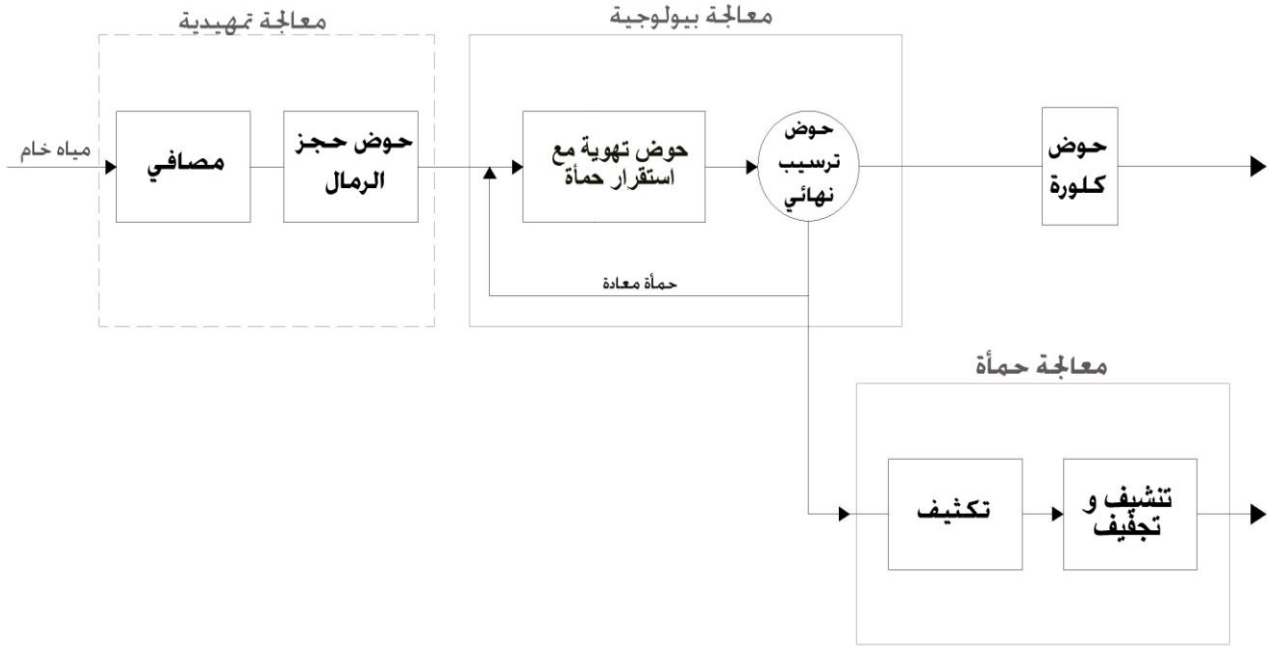 معالجة تمهيدية
معالجة بيولوجية
مياه خام
مصافي
حوض حجز
الرمال
حوض تهوية مع
استقرار حمأة
حوض
ترسيب
نهائي
حوض
كلورة
حمأة معادة
معالجة حمأة
تكثيف
تنشيف و
تجفيف